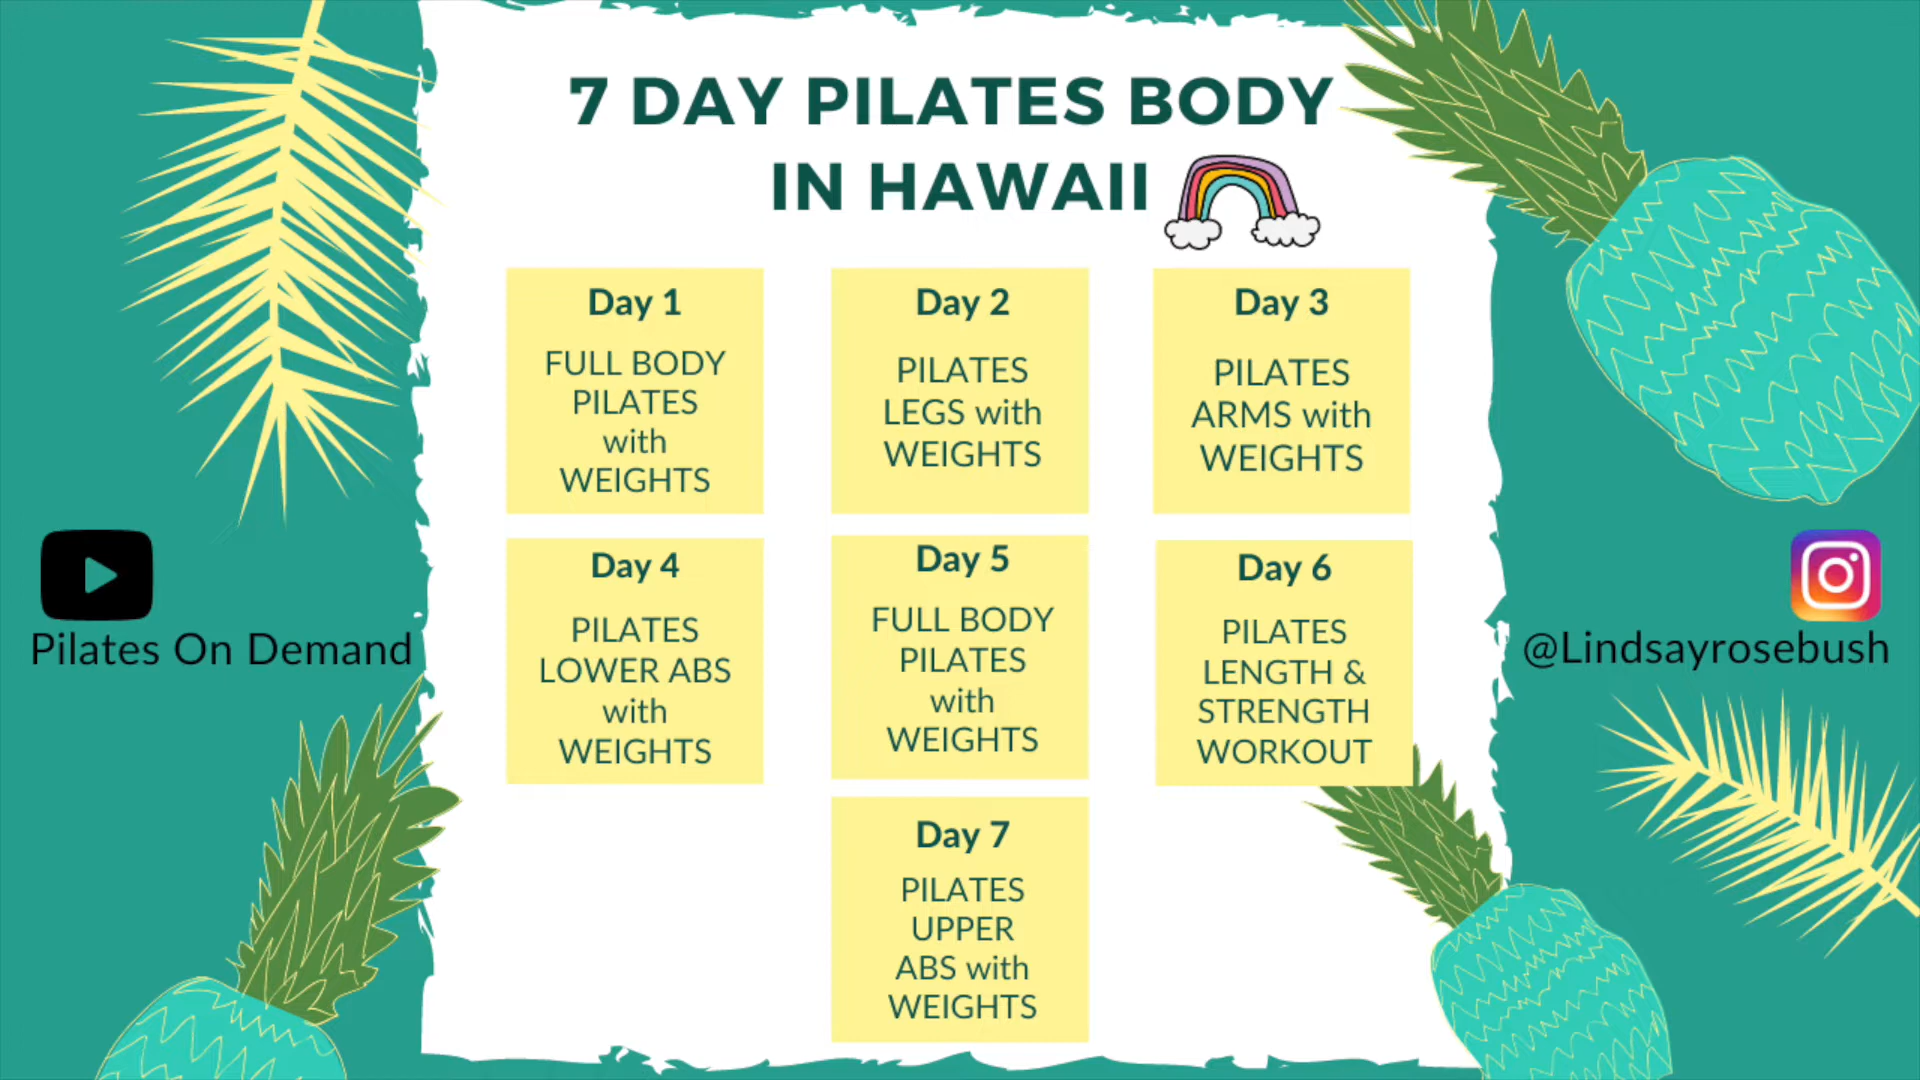 7 DAY PILATES BODY
IN HAWAII
Day 1
FULL BODY
PILATES
with
WEIGHTS
Day 2
PILATES
LEGS with
WEIGHTS
Day 3
PILATES
ARMS with
WEIGHTS
Day 4
PILATES
LOWER ABS
with
WEIGHTS
Day 5
FULL BODY
PILATES
with
WEIGHTS
Day 6
PILATES
LENGTH &
STRENGTH
WORKOUT
Day 7
PILATES
UPPER
ABS with
WEIGHTS
Pilates On Demand
@Lindsayrosebush